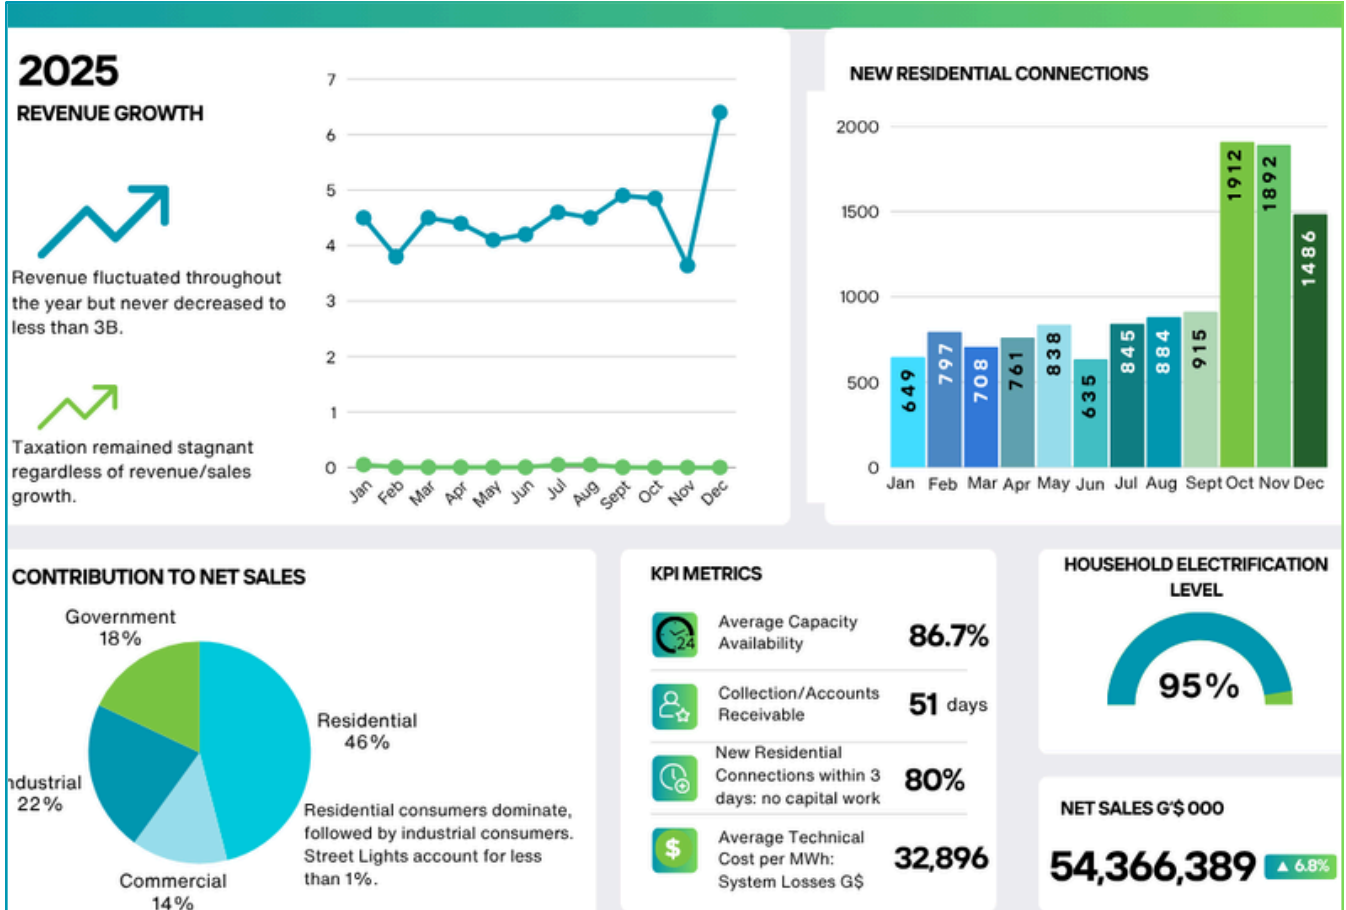 2025
REVENUE GROWTH
Revenue fluctuated throughout
the year but never decreased to
less than 3B.
Taxation remained stagnant
regardless of revenue/sales
growth.
7
6
5
4
3
2
1
0
Jan Feb Mar Apr May Jun Jul Aug Sept Oct Nov Dec
NEW RESIDENTIAL CONNECTIONS
2000
1500
1000
500
0
649 797 708 761 838 635 845 884 915 1912 1892 1486
Jan Feb Mar Apr May Jun Jul Aug Sept Oct Nov Dec
CONTRIBUTION TO NET SALES
Government
18%
Residential
46%
ndustrial
22%
Commercial
14%
Residential consumers dominate,
followed by industrial consumers.
Street Lights account for less
than 1%.
KPI METRICS
24
Average Capacity
Availability
86.7%
Collection/Accounts
Receivable
51 days
New Residential
Connections within 3
days: no capital work
80%
$
Average Technical
Cost per MWh:
System Losses G$
32,896
HOUSEHOLD ELECTRIFICATION
LEVEL
95%
NET SALES G'$ 000
54,366,389 ▲ 6.8%